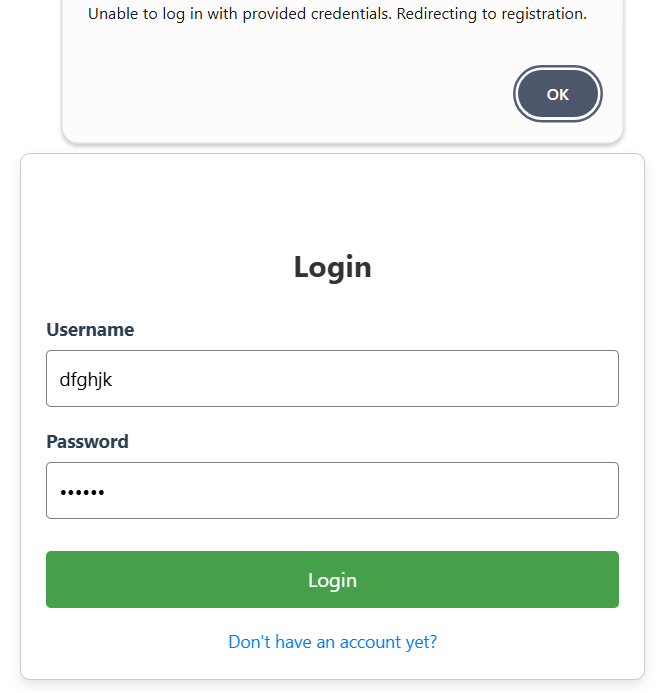 Unable to log in with provided credentials. Redirecting to registration.
OK
Login
Username
dfghjk
Password
••••••
Login
Don't have an account yet?